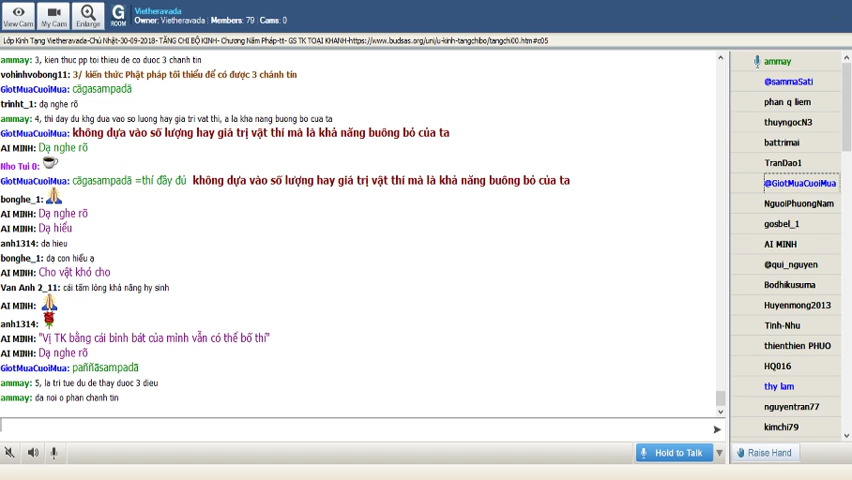 View Cam
My Cam
Enlarge
G
ROOM
Vietheravada
Owner: Vietheravada | Members: 79 | Cams: 0
Lớp Kinh Tạng Vietheravada-Chủ Nhật-30-09-2018- TĂNG CHI BỘ KINH- Chương Năm Pháp-tt- GS TK TOẠI KHANH-https://www.budsas.org/uni/u-kinh-tangchibo/tangchi00.htm#c05
ammay: 3, kien thuc pp toi thieu de co duoc 3 chanh tin
vohinhvobong11: 3/ kiến thức Phật pháp tối thiểu để có được 3 chánh tín
GiotMuaCuoiMua: cāgasampadā
trinht_1: dạ nghe rõ
ammay: 4, thi day du khg dua vao so luong hay gia tri vat thi, a la kha nang buong bo cua ta
GiotMuaCuoiMua: không dựa vào số lượng hay giá trị vật thí mà là khả năng buông bỏ của ta
AI MINH: Dạ nghe rõ
Nho Tui 0:
GiotMuaCuoiMua: cāgasampadā =thí đầy đủ không dựa vào số lượng hay giá trị vật thí mà là khả năng buông bỏ của ta
bonghe_1:
AI MINH: Dạ nghe rõ
AI MINH: Dạ hiểu
anh1314: da hieu
bonghe_1: dạ con hiểu ạ
AI MINH: Cho vật khó cho
Van Anh 2_11: cái tấm lòng khả năng hy sinh
AI MINH:
anh1314:
AI MINH: "Vị TK bằng cái bình bát của mình vẫn có thể bố thí"
AI MINH: Dạ nghe rõ
GiotMuaCuoiMua: paññāsampadā
ammay: 5, la tri tue du de thay duoc 3 dieu
ammay: da noi o phan chanh tin
Hold to Talk
Raise Hand
ammay
@sammaSati
phan q liem
thuyngocN3
battrimai
TranDao1
@GiotMuaCuoiMua
NguoiPhuongNam
gosbel_1
AI MINH
@qui_nguyen
Bodhikusuma
Huyenmong2013
Tinh-Nhu
thienthien PHUO
HQ016
thy lam
nguyentran77
kimchi79